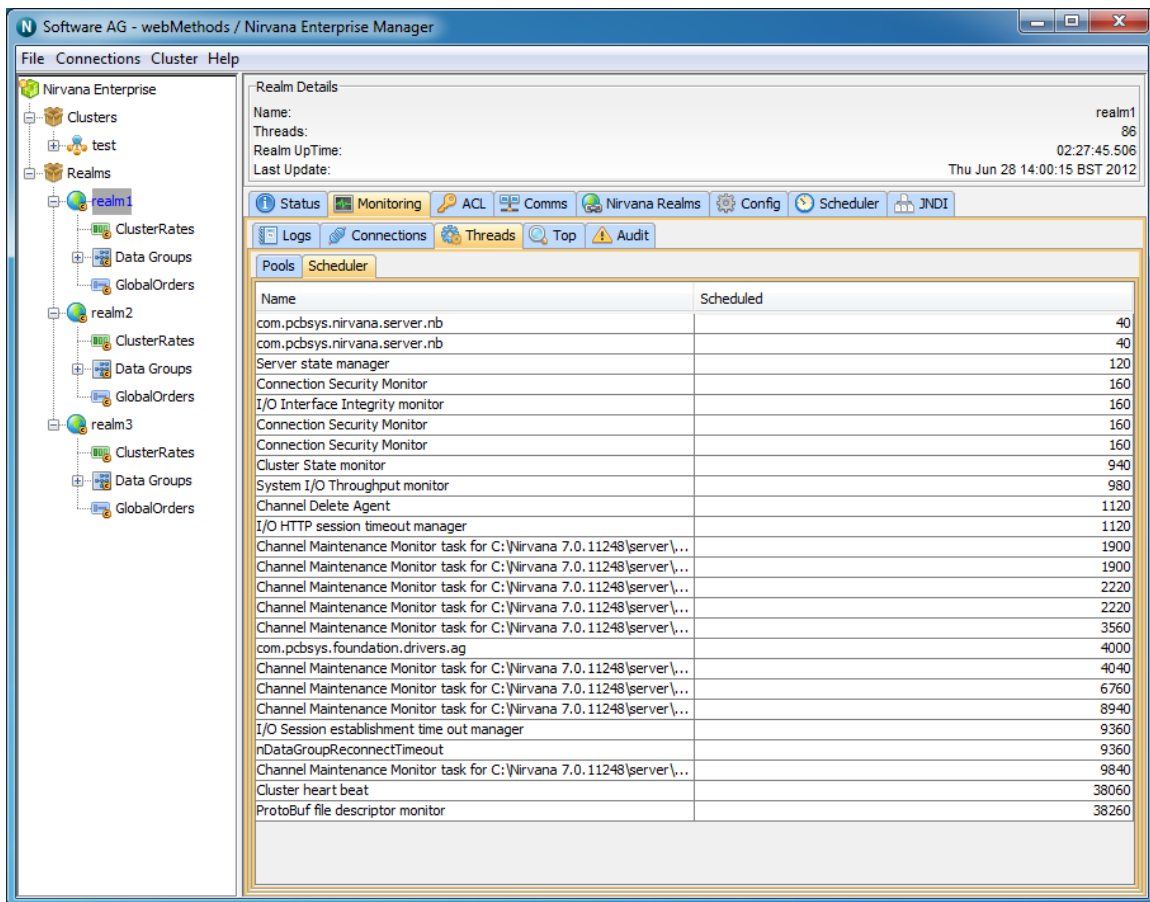 Software AG - webMethods / Nirvana Enterprise Manager
File Connections Cluster Help
Nirvana Enterprise
Clusters
test
Realms
realm1
ClusterRates
Data Groups
GlobalOrders
realm2
ClusterRates
Data Groups
GlobalOrders
realm3
ClusterRates
Data Groups
GlobalOrders
Realm Details
Name: realm1
Threads: 86
Realm UpTime: 02:27:45.506
Last Update: Thu Jun 28 14:00:15 BST 2012
Status Monitoring ACL Comms Nirvana Realms Config Scheduler JNDI
Logs Connections Threads Top Audit
Pools Scheduler
Name Scheduled
com.pcbsys.nirvana.server.nb 40
com.pcbsys.nirvana.server.nb 40
Server state manager 120
Connection Security Monitor 160
I/O Interface Integrity monitor 160
Connection Security Monitor 160
Connection Security Monitor 160
Cluster State monitor 940
System I/O Throughput monitor 980
Channel Delete Agent 1120
I/O HTTP session timeout manager 1120
Channel Maintenance Monitor task for C:\Nirvana 7.0.11248\server\... 1900
Channel Maintenance Monitor task for C:\Nirvana 7.0.11248\server\... 1900
Channel Maintenance Monitor task for C:\Nirvana 7.0.11248\server\... 2220
Channel Maintenance Monitor task for C:\Nirvana 7.0.11248\server\... 2220
Channel Maintenance Monitor task for C:\Nirvana 7.0.11248\server\... 3560
com.pcbsys.foundation.drivers.ag 4000
Channel Maintenance Monitor task for C:\Nirvana 7.0.11248\server\... 4040
Channel Maintenance Monitor task for C:\Nirvana 7.0.11248\server\... 6760
Channel Maintenance Monitor task for C:\Nirvana 7.0.11248\server\... 8940
I/O Session establishment time out manager 9360
nDataGroupReconnectTimeout 9360
Channel Maintenance Monitor task for C:\Nirvana 7.0.11248\server\... 9840
Cluster heart beat 38060
ProtoBuf file descriptor monitor 38260